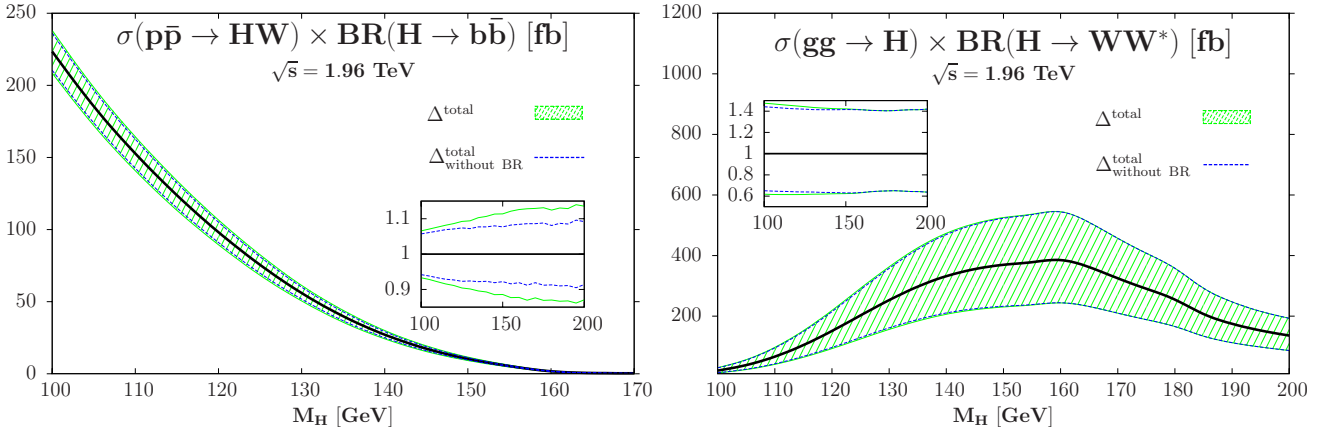 σ(pp̄ → HW) × BR(H → bb̄) [fb]
√s = 1.96 TeV
Δ^total
Δ^total_without BR
250
200
150
100
50
0
1.1
1
0.9
100 150 200
100 110 120 130 140 150 160 170
M_H [GeV]
σ(gg → H) × BR(H → WW*) [fb]
√s = 1.96 TeV
Δ^total
Δ^total_without BR
1200
1000
800
600
400
200
1.4
1.2
1
0.8
0.6
100 150 200
100 110 120 130 140 150 160 170 180 190 200
M_H [GeV]